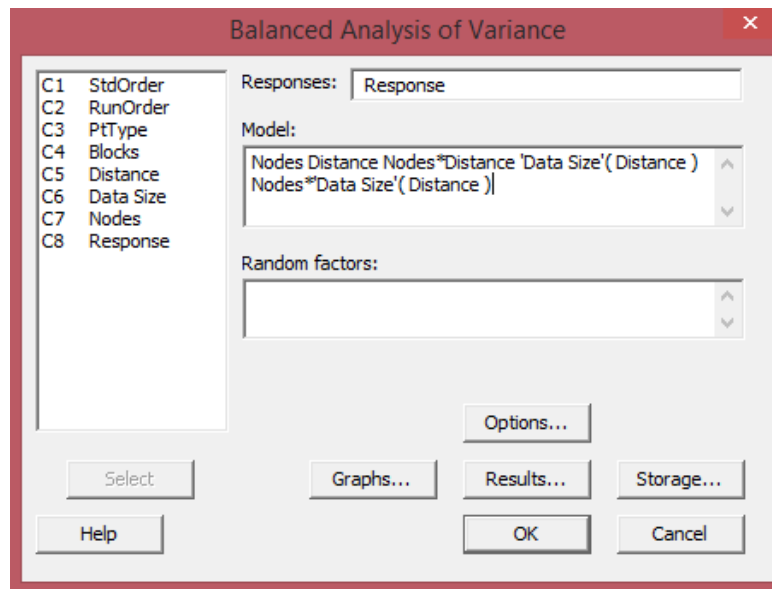 Balanced Analysis of Variance
×
C1 StdOrder
C2 RunOrder
C3 PtType
C4 Blocks
C5 Distance
C6 Data Size
C7 Nodes
C8 Response
Responses: Response
Model:
Nodes Distance Nodes*Distance 'Data Size'( Distance )
Nodes*'Data Size'( Distance )
Random factors:
Options...
Select Graphs... Results... Storage...
Help OK Cancel